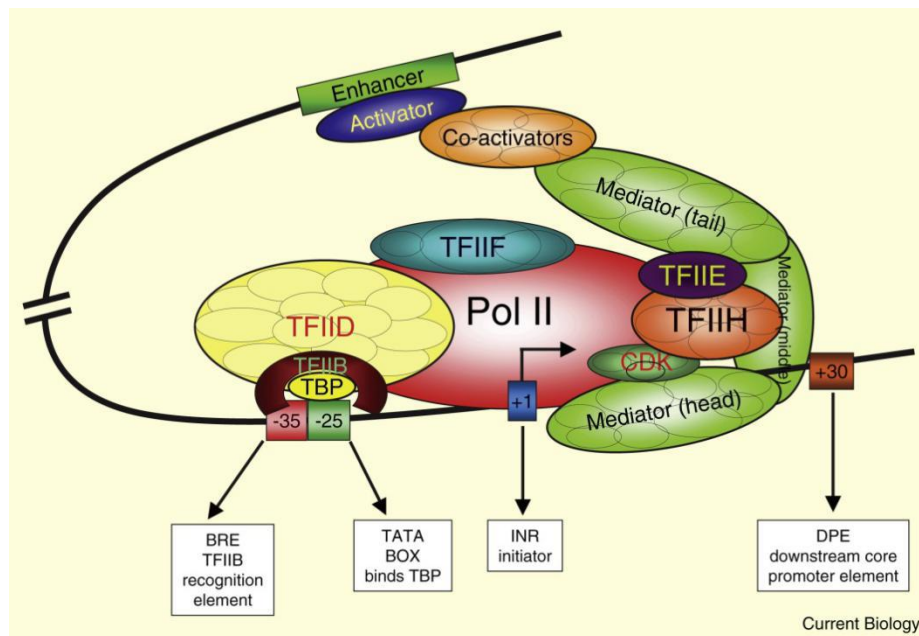 Enhancer
Activator
Co-activators
Mediator (tail)
TFIIF
TFIIE
Mediator (middle)
TFIID
Pol II
TFIIH
TFIIB
TBP
CDK
+30
-35
-25
+1
Mediator (head)
BRE
TFIIB
recognition
element
TATA
BOX
binds TBP
INR
initiator
DPE
downstream core
promoter element
Current Biology